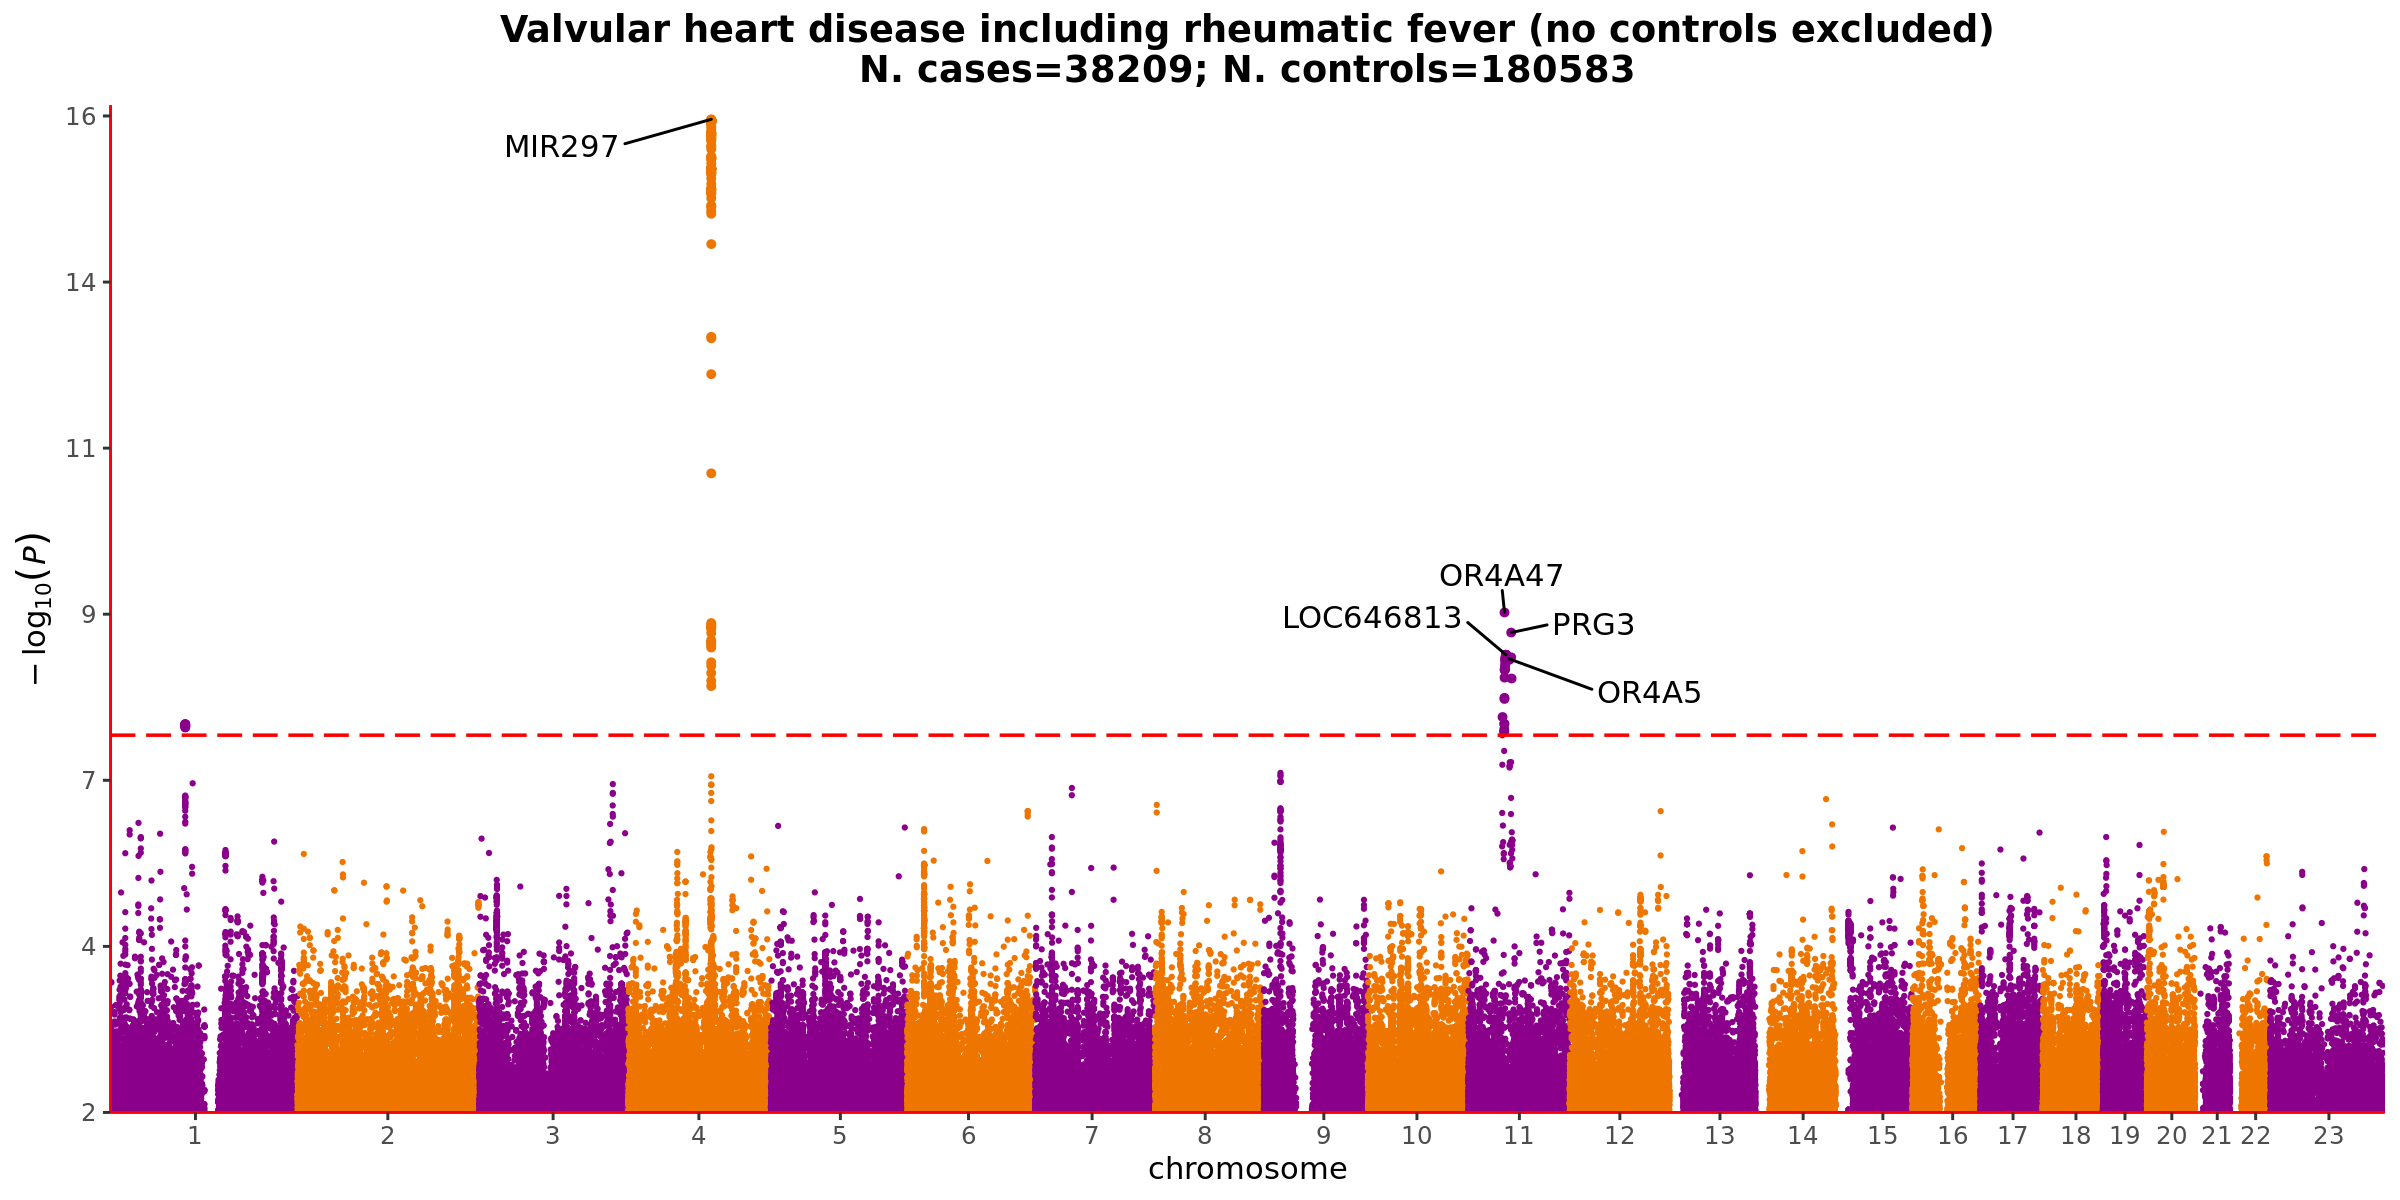 Valvular heart disease including rheumatic fever (no controls excluded)
N. cases=38209; N. controls=180583
16
MIR297
14
11
OR4A47
9
LOC646813
PRG3
OR4A5
−log10(P)
7
4
2
1 2 3 4 5 6 7 8 9 10 11 12 13 14 15 16 17 18 19 20 21 22 23
chromosome